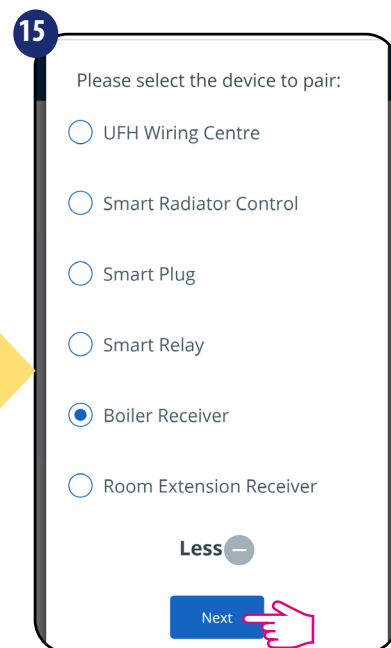 15
Please select the device to pair:
UFH Wiring Centre
Smart Radiator Control
Smart Plug
Smart Relay
Boiler Receiver
Room Extension Receiver
Less
Next